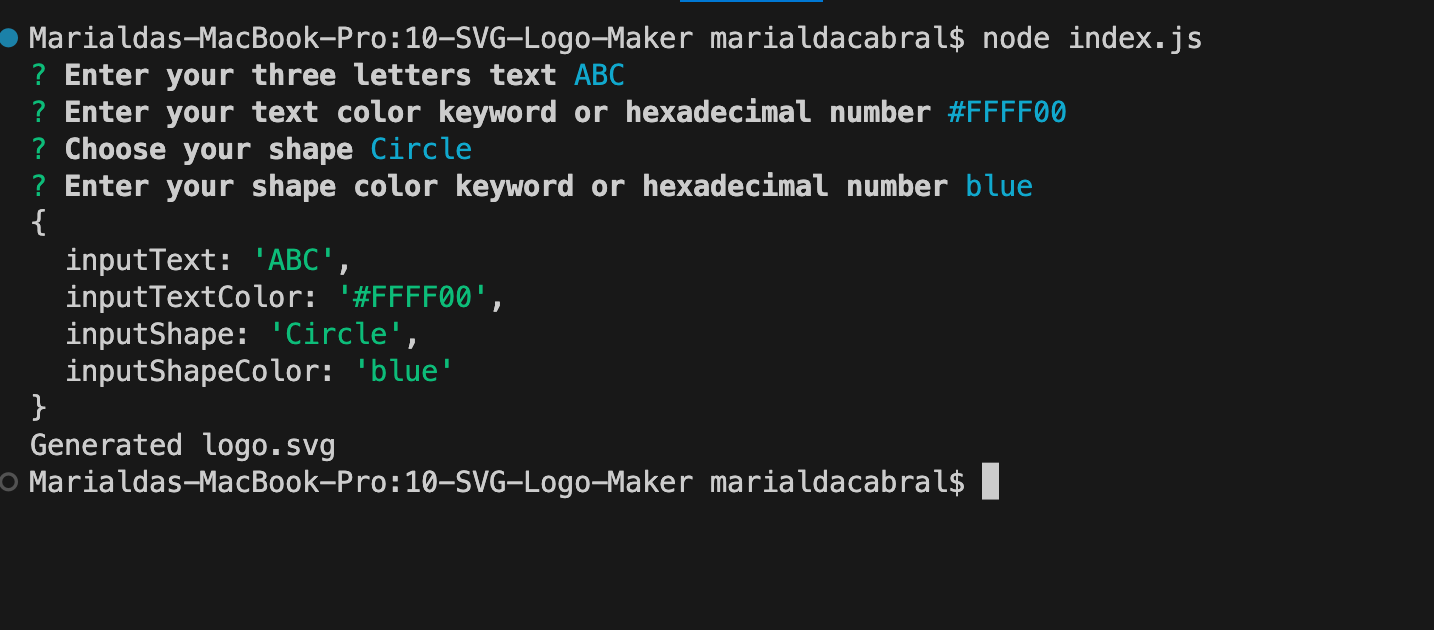 Marialdas-MacBook-Pro:10-SVG-Logo-Maker marialdacabral$ node index.js
? Enter your three letters text ABC
? Enter your text color keyword or hexadecimal number #FFFF00
? Choose your shape Circle
? Enter your shape color keyword or hexadecimal number blue
{
  inputText: 'ABC',
  inputTextColor: '#FFFF00',
  inputShape: 'Circle',
  inputShapeColor: 'blue'
}
Generated logo.svg
Marialdas-MacBook-Pro:10-SVG-Logo-Maker marialdacabral$